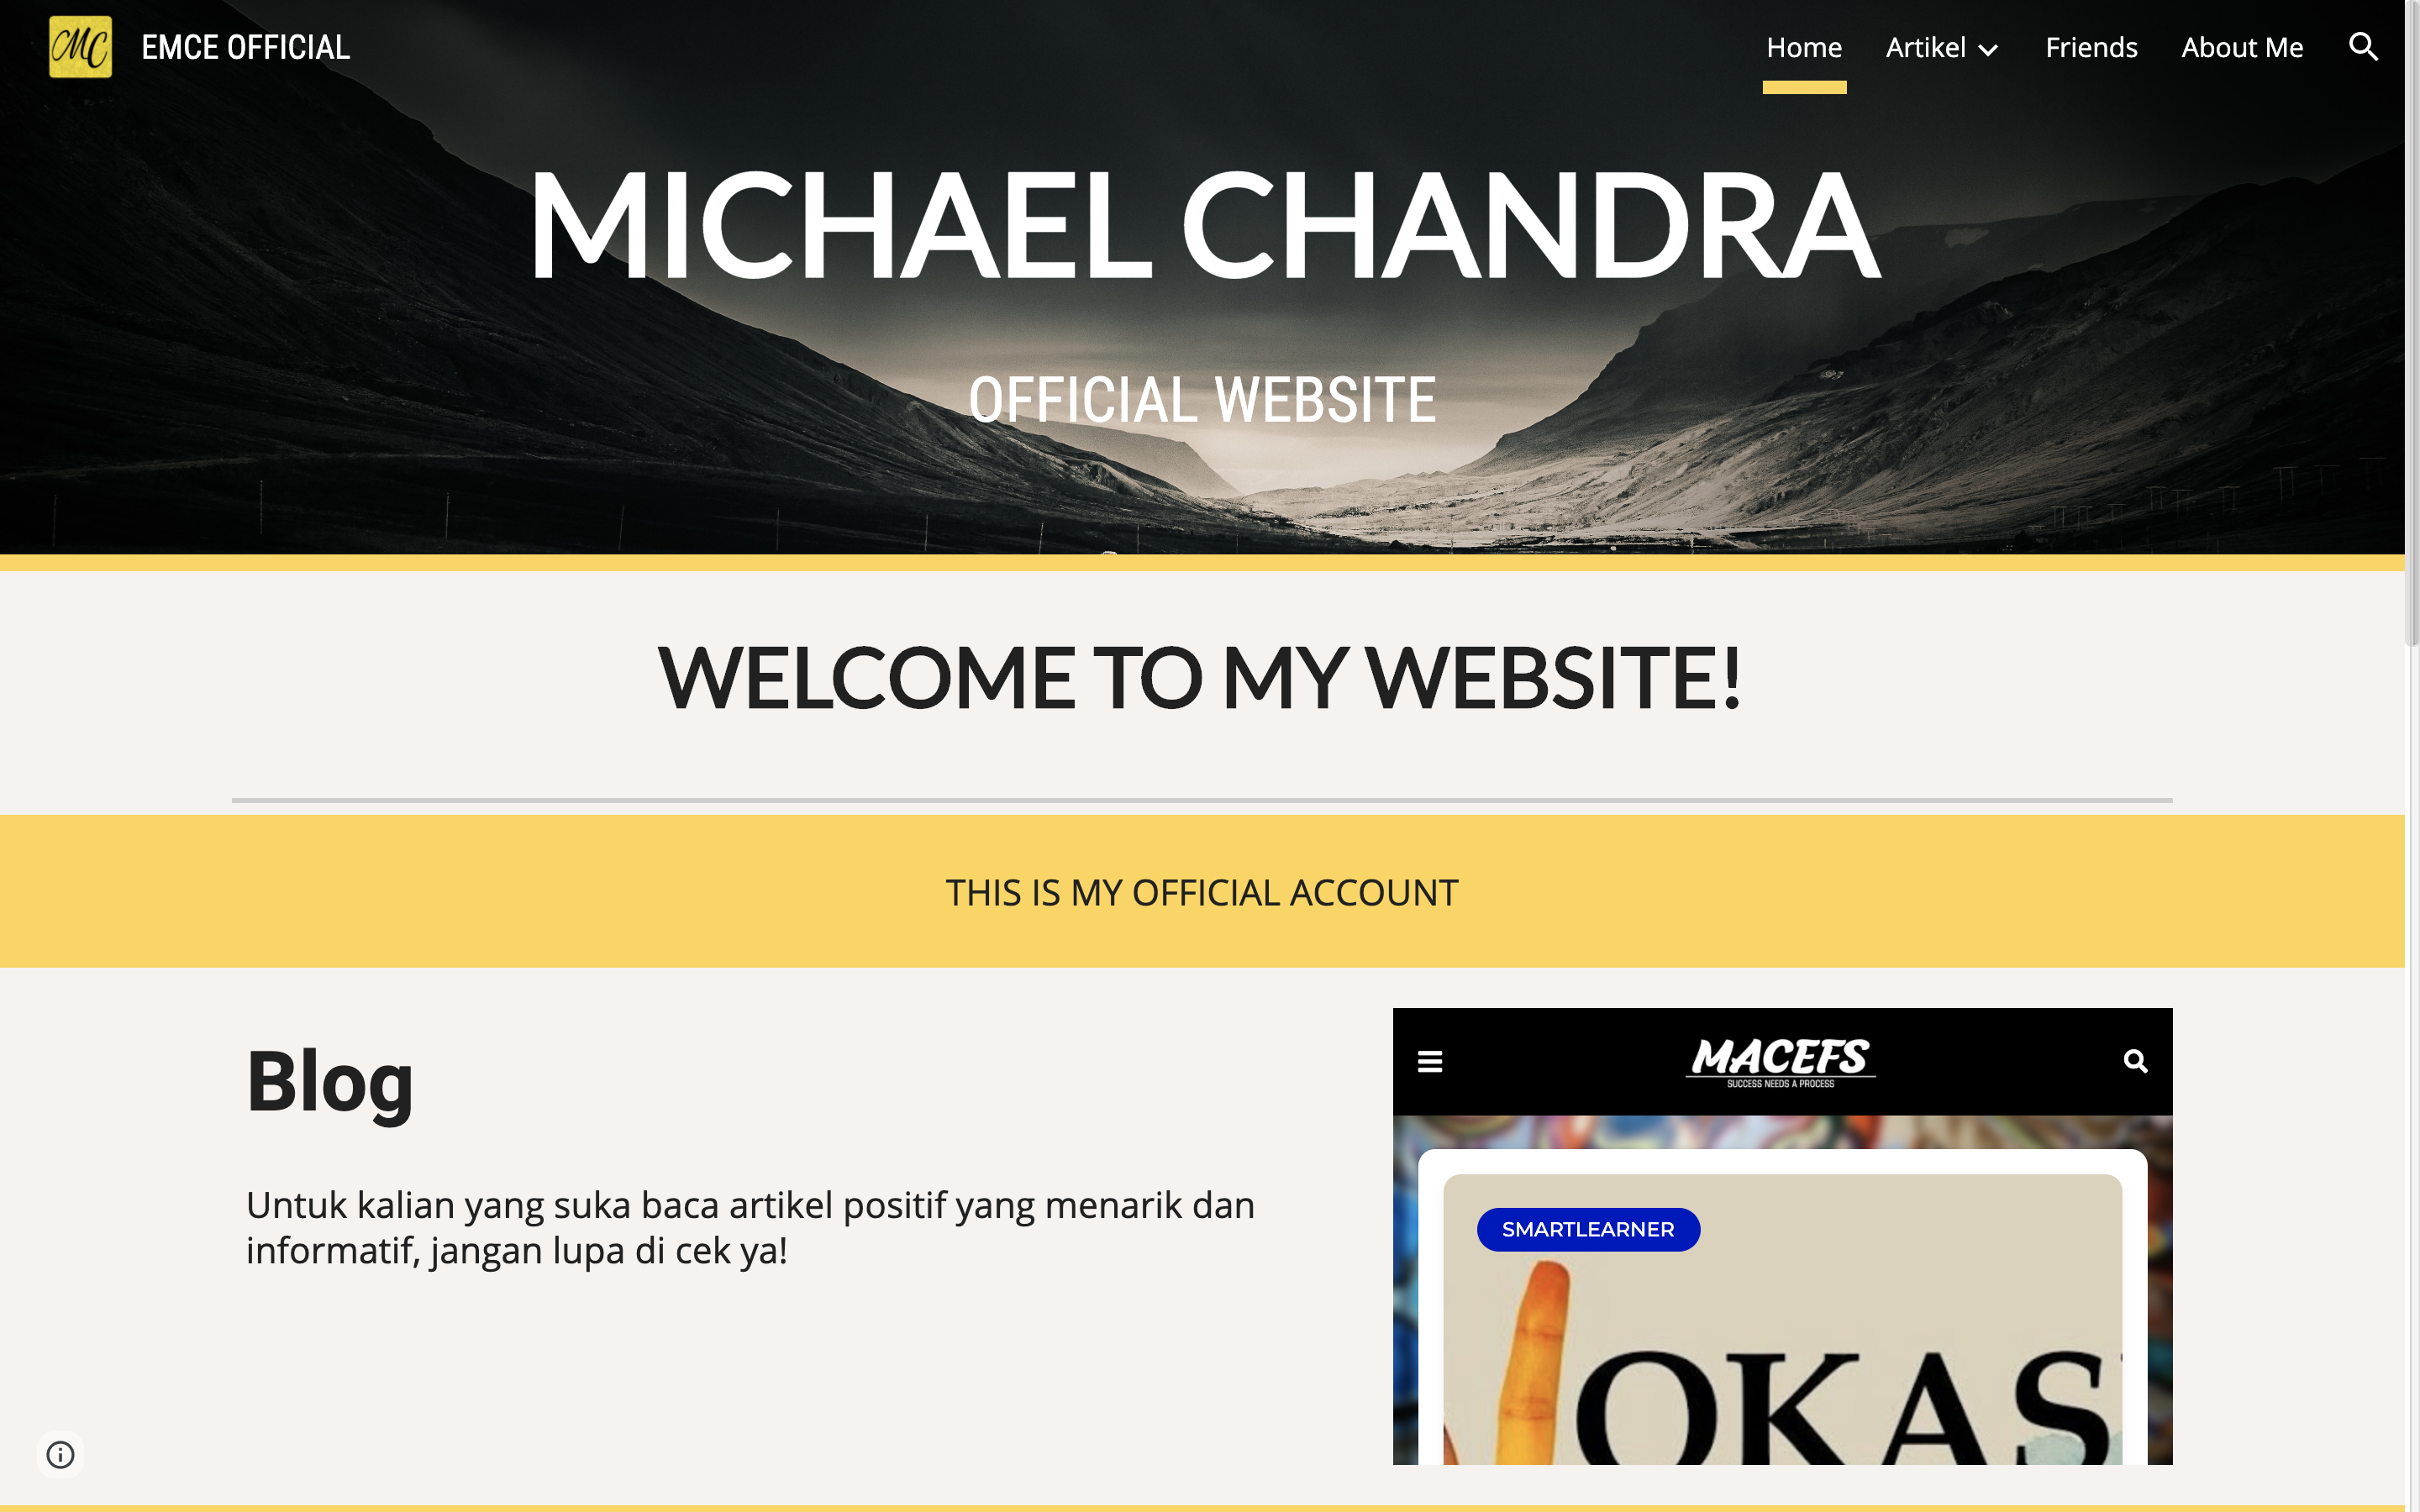 MC
EMCE OFFICIAL
Home
Artikel
Friends
About Me
MICHAEL CHANDRA
OFFICIAL WEBSITE
WELCOME TO MY WEBSITE!
THIS IS MY OFFICIAL ACCOUNT
Blog
Untuk kalian yang suka baca artikel positif yang menarik dan
informatif, jangan lupa di cek ya!
MACEFS
SUCCESS NEEDS A PROCESS
SMARTLEARNER
OKAS